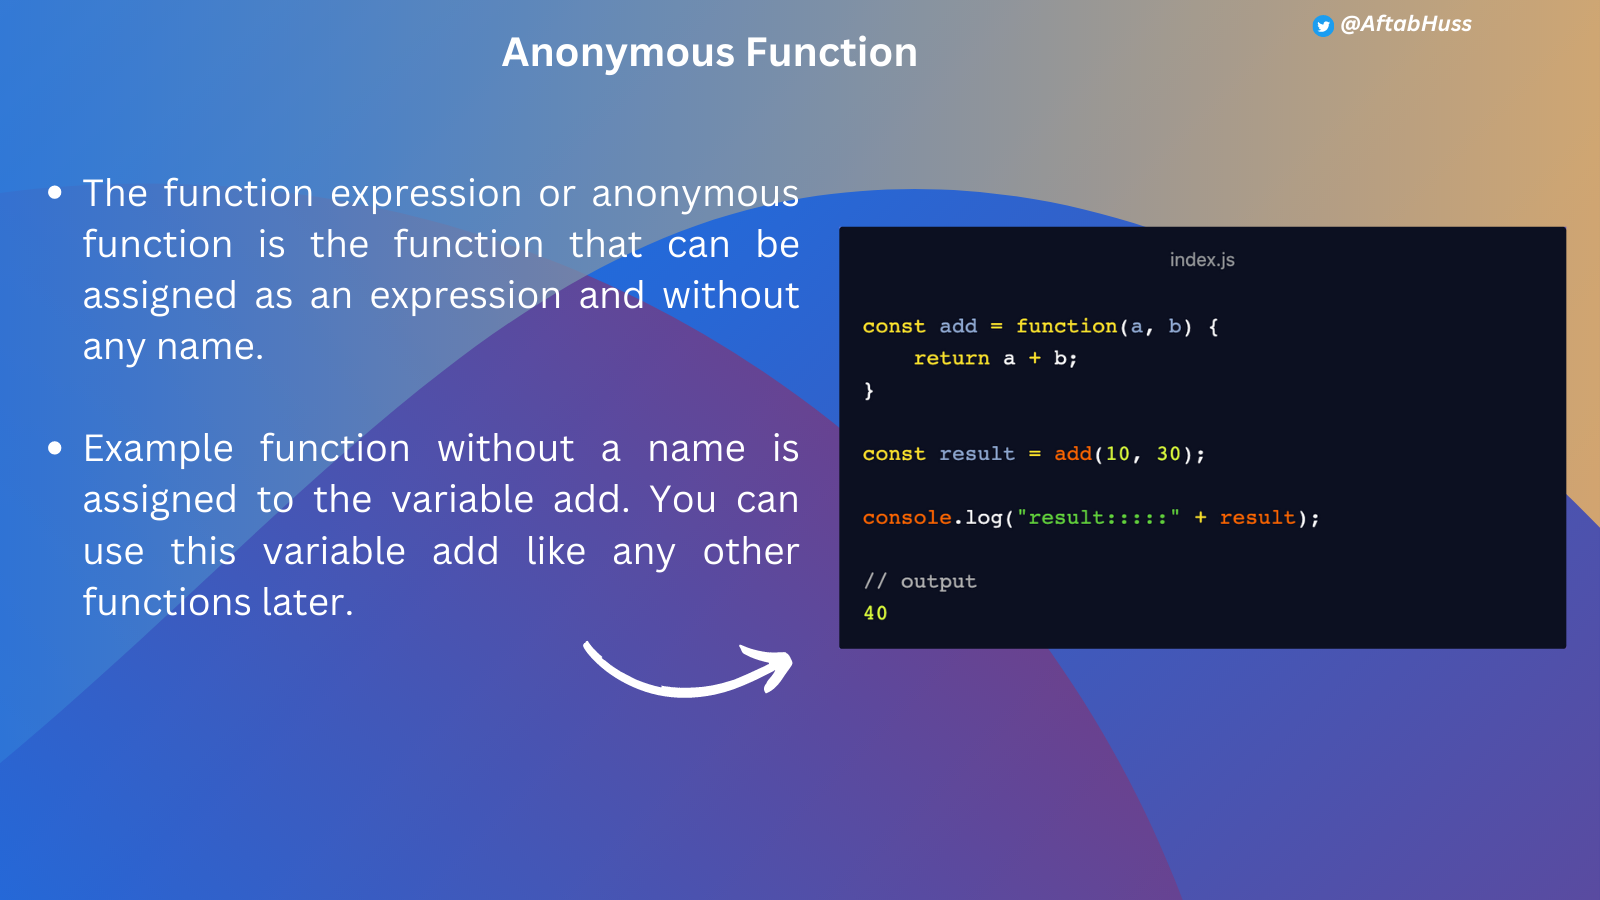 Anonymous Function
@AftabHuss
• The function expression or anonymous
function is the function that can be
assigned as an expression and without
any name.
• Example function without a name is
assigned to the variable add. You can
use this variable add like any other
functions later.
index.js
const add = function(a, b) {
    return a + b;
}
const result = add(10, 30);
console.log("result:::::" + result);
// output
40